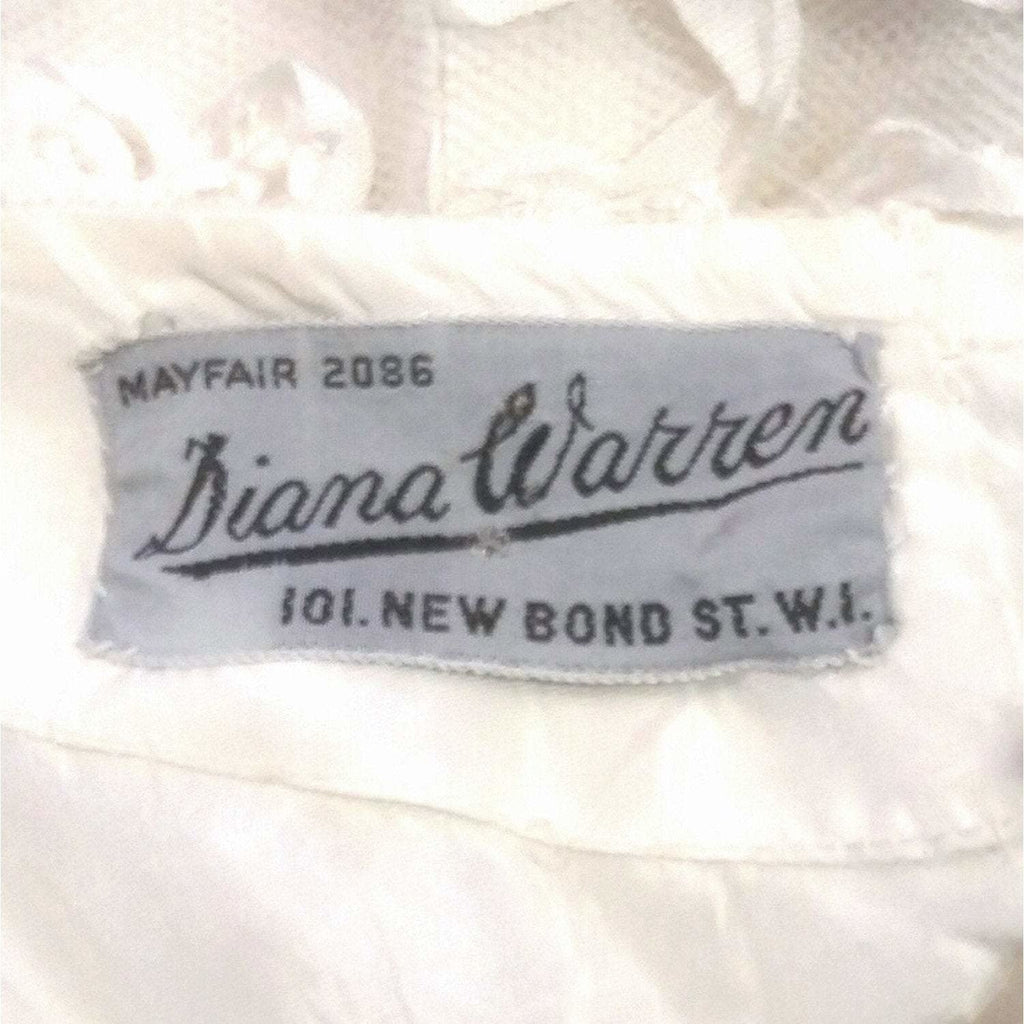 MAYFAIR 2086
Diana Warren
101. NEW BOND ST. W.1.